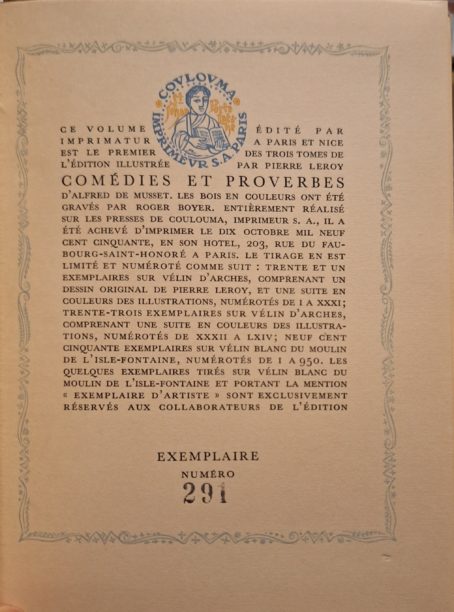 COVLOVMA
IMPRIMEVR S.A. PARIS
CE VOLUME ÉDITÉ PAR
IMPRIMATUR A PARIS ET NICE
EST LE PREMIER DES TROIS TOMES DE
L'ÉDITION ILLUSTRÉE PAR PIERRE LEROY
COMÉDIES ET PROVERBES
D'ALFRED DE MUSSET. LES BOIS EN COULEURS ONT ÉTÉ
GRAVÉS PAR ROGER BOYER. ENTIÈREMENT RÉALISÉ
SUR LES PRESSES DE COULOUMA, IMPRIMEUR S. A., IL A
ÉTÉ ACHEVÉ D'IMPRIMER LE DIX OCTOBRE MIL NEUF
CENT CINQUANTE, EN SON HOTEL, 203, RUE DU FAU-
BOURG-SAINT-HONORÉ A PARIS. LE TIRAGE EN EST
LIMITÉ ET NUMÉROTÉ COMME SUIT : TRENTE ET UN
EXEMPLAIRES SUR VÉLIN D'ARCHES, COMPRENANT UN
DESSIN ORIGINAL DE PIERRE LEROY, ET UNE SUITE EN
COULEURS DES ILLUSTRATIONS, NUMÉROTÉS DE I A XXXI;
TRENTE-TROIS EXEMPLAIRES SUR VÉLIN D'ARCHES,
COMPRENANT UNE SUITE EN COULEURS DES ILLUSTRA-
TIONS, NUMÉROTÉS DE XXXII A LXIV; NEUF CENT
CINQUANTE EXEMPLAIRES SUR VÉLIN BLANC DU MOULIN
DE L'ISLE-FONTAINE, NUMÉROTÉS DE I A 950. LES
QUELQUES EXEMPLAIRES TIRÉS SUR VÉLIN BLANC DU
MOULIN DE L'ISLE-FONTAINE ET PORTANT LA MENTION
« EXEMPLAIRE D'ARTISTE » SONT EXCLUSIVEMENT
RÉSERVÉS AUX COLLABORATEURS DE L'ÉDITION
EXEMPLAIRE
NUMÉRO
291